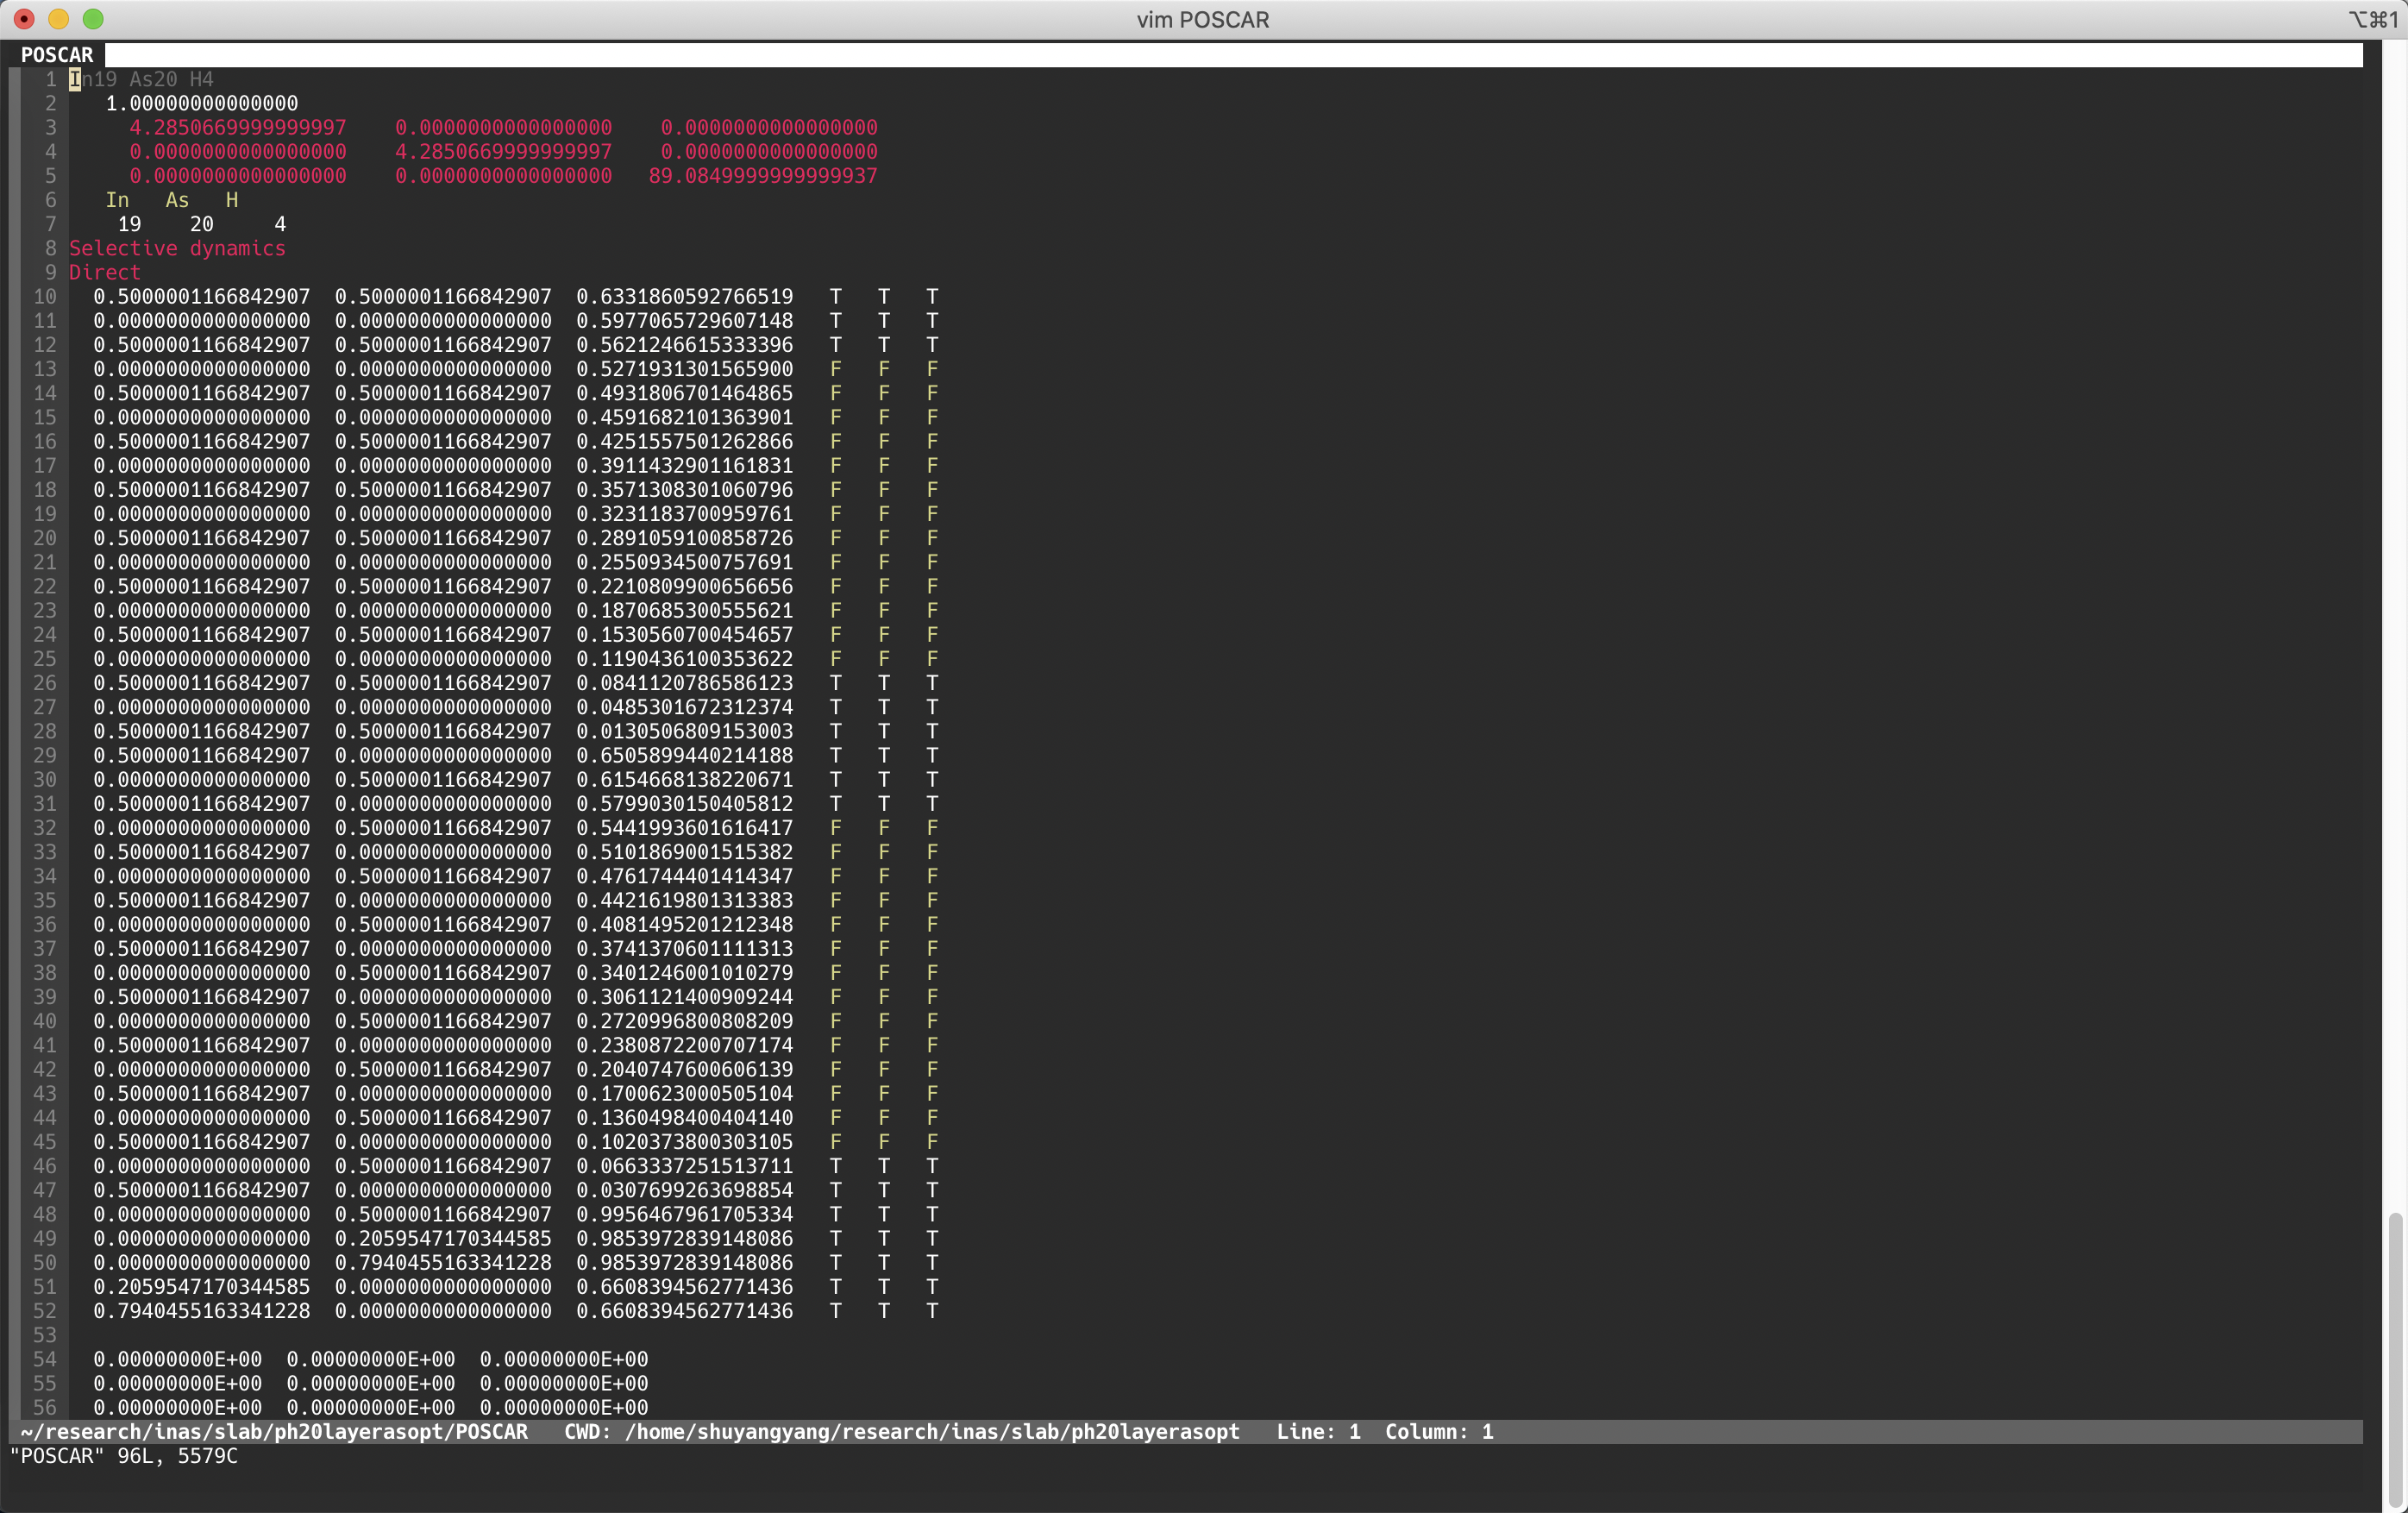 vim POSCAR ⌥⌘1
POSCAR
1 In19 As20 H4
2 1.00000000000000
3 4.2850669999999997 0.0000000000000000 0.0000000000000000
4 0.0000000000000000 4.2850669999999997 0.0000000000000000
5 0.0000000000000000 0.0000000000000000 89.0849999999999937
6 In As H
7 19 20 4
8 Selective dynamics
9 Direct
10 0.5000001166842907 0.5000001166842907 0.6331860592766519 T T T
11 0.0000000000000000 0.0000000000000000 0.5977065729607148 T T T
12 0.5000001166842907 0.5000001166842907 0.5621246615333396 T T T
13 0.0000000000000000 0.0000000000000000 0.5271931301565900 F F F
14 0.5000001166842907 0.5000001166842907 0.4931806701464865 F F F
15 0.0000000000000000 0.0000000000000000 0.4591682101363901 F F F
16 0.5000001166842907 0.5000001166842907 0.4251557501262866 F F F
17 0.0000000000000000 0.0000000000000000 0.3911432901161831 F F F
18 0.5000001166842907 0.5000001166842907 0.3571308301060796 F F F
19 0.0000000000000000 0.0000000000000000 0.3231183700959761 F F F
20 0.5000001166842907 0.5000001166842907 0.2891059100858726 F F F
21 0.0000000000000000 0.0000000000000000 0.2550934500757691 F F F
22 0.5000001166842907 0.5000001166842907 0.2210809900656656 F F F
23 0.0000000000000000 0.0000000000000000 0.1870685300555621 F F F
24 0.5000001166842907 0.5000001166842907 0.1530560700454657 F F F
25 0.0000000000000000 0.0000000000000000 0.1190436100353622 F F F
26 0.5000001166842907 0.5000001166842907 0.0841120786586123 T T T
27 0.0000000000000000 0.0000000000000000 0.0485301672312374 T T T
28 0.5000001166842907 0.5000001166842907 0.0130506809153003 T T T
29 0.5000001166842907 0.0000000000000000 0.6505899440214188 T T T
30 0.0000000000000000 0.5000001166842907 0.6154668138220671 T T T
31 0.5000001166842907 0.0000000000000000 0.5799030150405812 T T T
32 0.0000000000000000 0.5000001166842907 0.5441993601616417 F F F
33 0.5000001166842907 0.0000000000000000 0.5101869001515382 F F F
34 0.0000000000000000 0.5000001166842907 0.4761744401414347 F F F
35 0.5000001166842907 0.0000000000000000 0.4421619801313383 F F F
36 0.0000000000000000 0.5000001166842907 0.4081495201212348 F F F
37 0.5000001166842907 0.0000000000000000 0.3741370601111313 F F F
38 0.0000000000000000 0.5000001166842907 0.3401246001010279 F F F
39 0.5000001166842907 0.0000000000000000 0.3061121400909244 F F F
40 0.0000000000000000 0.5000001166842907 0.2720996800808209 F F F
41 0.5000001166842907 0.0000000000000000 0.2380872200707174 F F F
42 0.0000000000000000 0.5000001166842907 0.2040747600606139 F F F
43 0.5000001166842907 0.0000000000000000 0.1700623000505104 F F F
44 0.0000000000000000 0.5000001166842907 0.1360498400404140 F F F
45 0.5000001166842907 0.0000000000000000 0.1020373800303105 F F F
46 0.0000000000000000 0.5000001166842907 0.0663337251513711 T T T
47 0.5000001166842907 0.0000000000000000 0.0307699263698854 T T T
48 0.0000000000000000 0.5000001166842907 0.9956467961705334 T T T
49 0.0000000000000000 0.2059547170344585 0.9853972839148086 T T T
50 0.0000000000000000 0.7940455163341228 0.9853972839148086 T T T
51 0.2059547170344585 0.0000000000000000 0.6608394562771436 T T T
52 0.7940455163341228 0.0000000000000000 0.6608394562771436 T T T
53
54 0.00000000E+00 0.00000000E+00 0.00000000E+00
55 0.00000000E+00 0.00000000E+00 0.00000000E+00
56 0.00000000E+00 0.00000000E+00 0.00000000E+00
~/research/inas/slab/ph20layerasopt/POSCAR CWD: /home/shuyangyang/research/inas/slab/ph20layerasopt Line: 1 Column: 1
"POSCAR" 96L, 5579C